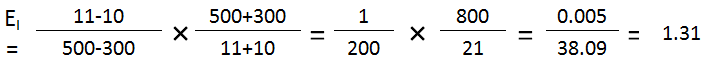 E_I = 11-10 / 500-300 × 500+300 / 11+10 = 1 / 200 × 800 / 21 = 0.005 / 38.09 = 1.31